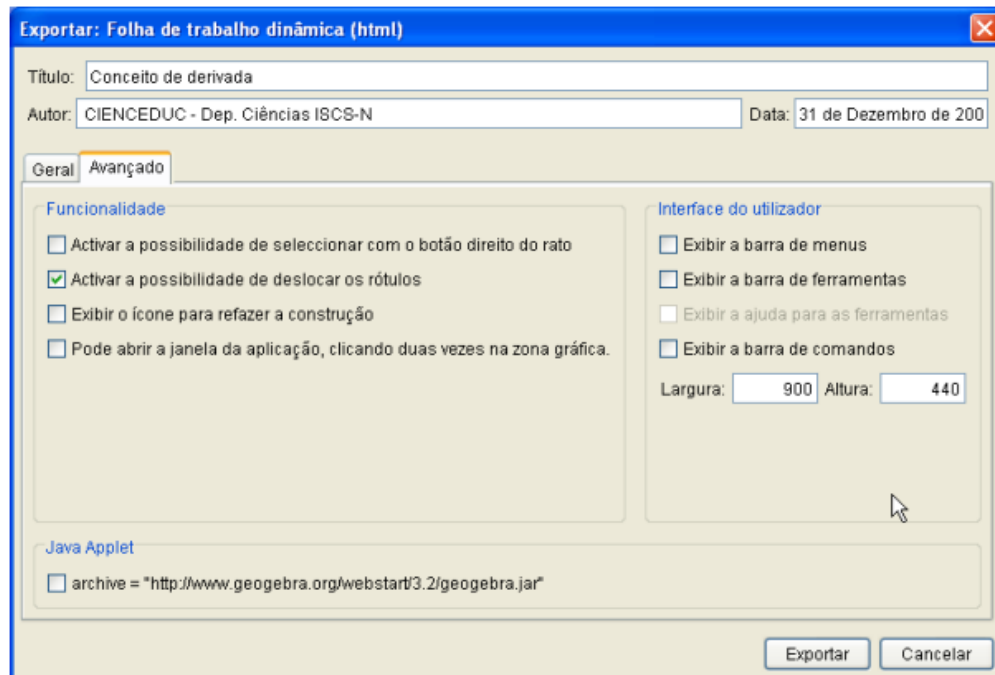 Exportar: Folha de trabalho dinâmica (html)
Título: Conceito de derivada
Autor: CIENCEDUC - Dep. Ciências ISCS-N Data: 31 de Dezembro de 200
Geral Avançado
Funcionalidade
Activar a possibilidade de seleccionar com o botão direito do rato
Activar a possibilidade de deslocar os rótulos
Exibir o ícone para refazer a construção
Pode abrir a janela da aplicação, clicando duas vezes na zona gráfica.
Interface do utilizador
Exibir a barra de menus
Exibir a barra de ferramentas
Exibir a ajuda para as ferramentas
Exibir a barra de comandos
Largura: 900 Altura: 440
Java Applet
archive = "http://www.geogebra.org/webstart/3.2/geogebra.jar"
Exportar Cancelar